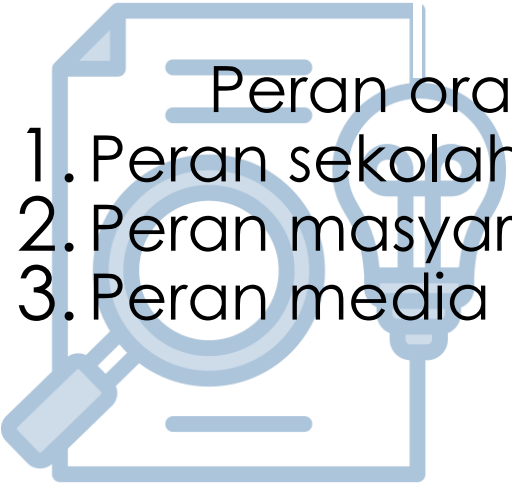 Peran ora
1. Peran sekolah
2. Peran masyar
3. Peran media